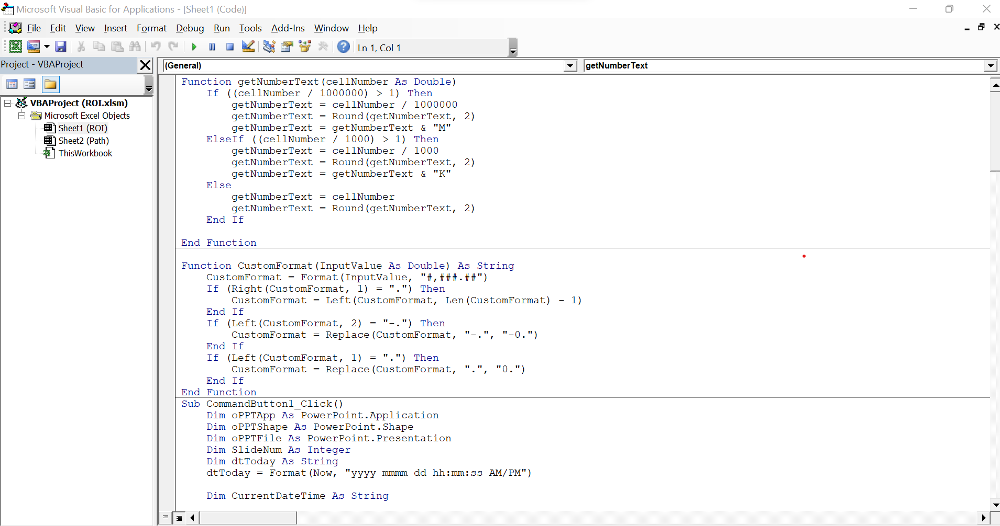 Microsoft Visual Basic for Applications - [Sheet1 (Code)]
File Edit View Insert Format Debug Run Tools Add-Ins Window Help
Ln 1, Col 1
Project - VBAProject
VBAProject (ROI.xlsm)
Microsoft Excel Objects
Sheet1 (ROI)
Sheet2 (Path)
ThisWorkbook
(General)
getNumberText
Function getNumberText(cellNumber As Double)
    If ((cellNumber / 1000000) > 1) Then
        getNumberText = cellNumber / 1000000
        getNumberText = Round(getNumberText, 2)
        getNumberText = getNumberText & "M"
    ElseIf ((cellNumber / 1000) > 1) Then
        getNumberText = cellNumber / 1000
        getNumberText = Round(getNumberText, 2)
        getNumberText = getNumberText & "K"
    Else
        getNumberText = cellNumber
        getNumberText = Round(getNumberText, 2)
    End If
End Function
Function CustomFormat(InputValue As Double) As String
    CustomFormat = Format(InputValue, "#,###.##")
    If (Right(CustomFormat, 1) = ".") Then
        CustomFormat = Left(CustomFormat, Len(CustomFormat) - 1)
    End If
    If (Left(CustomFormat, 2) = "-.") Then
        CustomFormat = Replace(CustomFormat, "-.", "-0.")
    End If
    If (Left(CustomFormat, 1) = ".") Then
        CustomFormat = Replace(CustomFormat, ".", "0.")
    End If
End Function
Sub CommandButton1_Click()
    Dim oPPTApp As PowerPoint.Application
    Dim oPPTShape As PowerPoint.Shape
    Dim oPPTFile As PowerPoint.Presentation
    Dim SlideNum As Integer
    Dim dtToday As String
    dtToday = Format(Now, "yyyy mmmm dd hh:mm:ss AM/PM")
    Dim CurrentDateTime As String